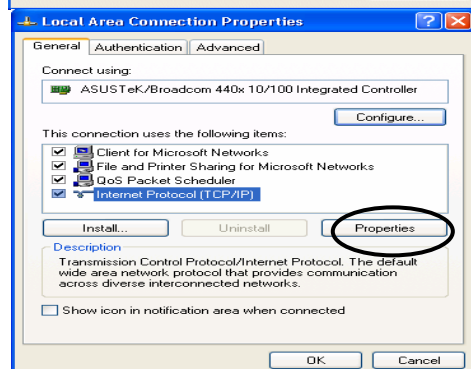 Local Area Connection Properties
General Authentication Advanced
Connect using:
ASUSTeK/Broadcom 440x 10/100 Integrated Controller
Configure...
This connection uses the following items:
Client for Microsoft Networks
File and Printer Sharing for Microsoft Networks
QoS Packet Scheduler
Internet Protocol (TCP/IP)
Install... Uninstall Properties
Description
Transmission Control Protocol/Internet Protocol. The default
wide area network protocol that provides communication
across diverse interconnected networks.
Show icon in notification area when connected
OK Cancel